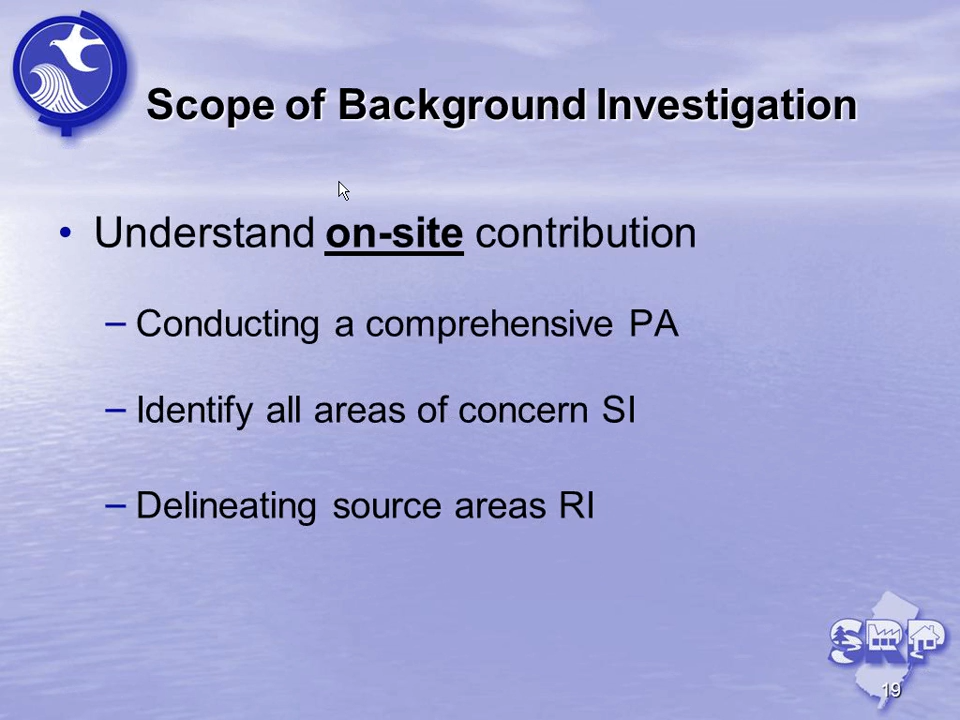 Scope of Background Investigation
• Understand on-site contribution
– Conducting a comprehensive PA
– Identify all areas of concern SI
– Delineating source areas RI
SRP
19